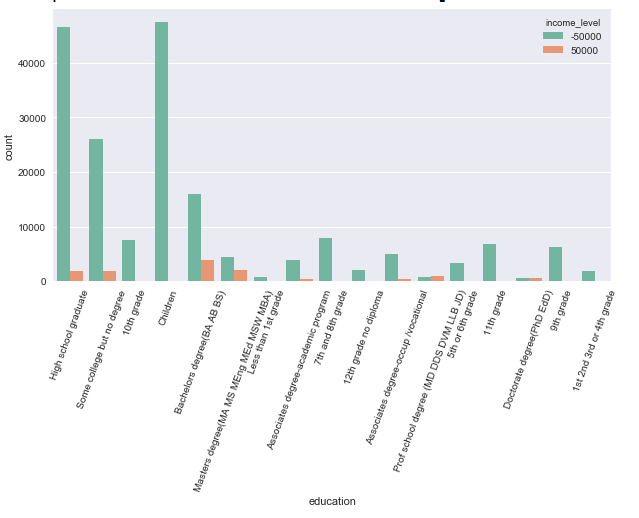 income_level
-50000
50000
count
40000
30000
20000
10000
0
High school graduate
Some college but no degree
10th grade
Children
Bachelors degree(BA AB BS)
Masters degree(MA MS MEng MEd MSW MBA)
Less than 1st grade
Associates degree-academic program
7th and 8th grade
12th grade no diploma
Associates degree-occup /vocational
Prof school degree (MD DDS DVM LLB JD)
5th or 6th grade
11th grade
Doctorate degree(PhD EdD)
9th grade
1st 2nd 3rd or 4th grade
education